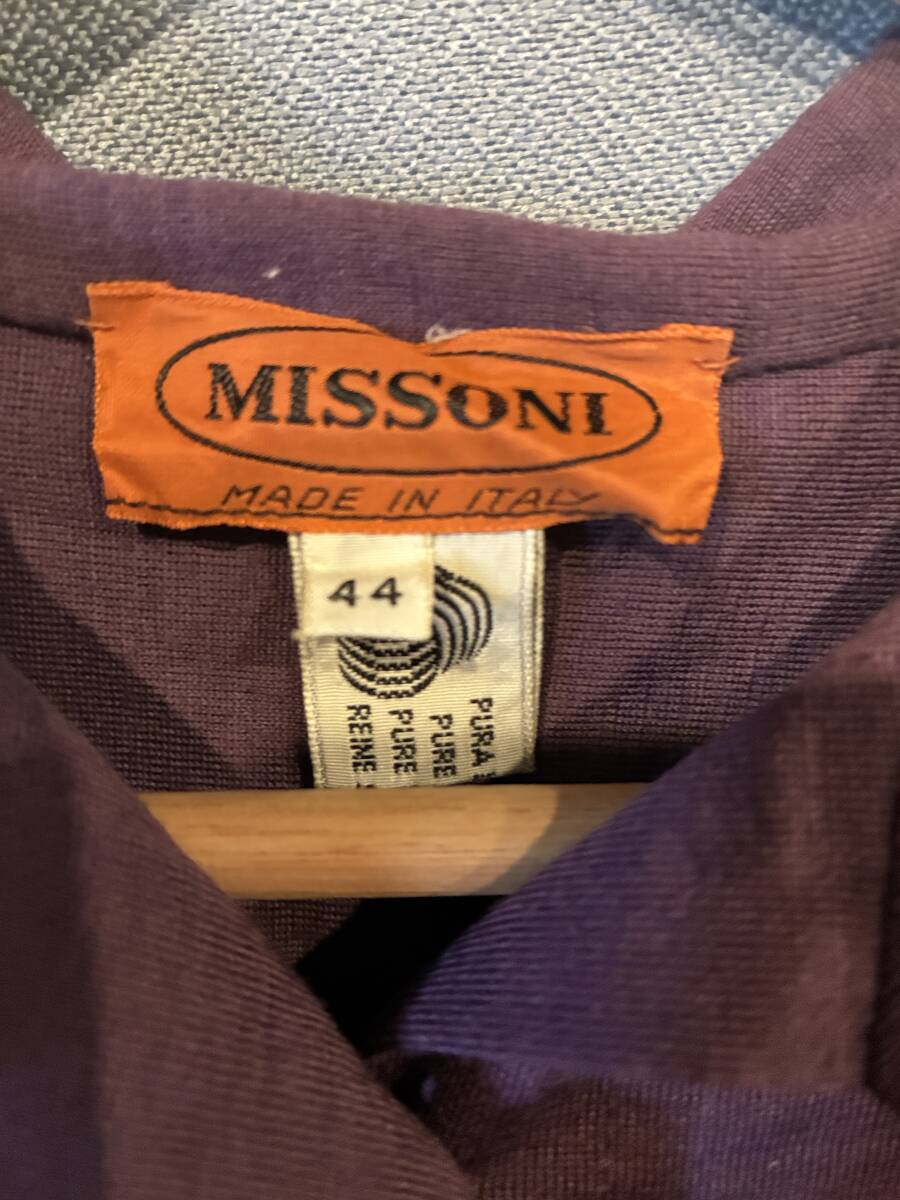 MISSONI
MADE IN ITALY
44
PURA
PURE
PURE
REINE